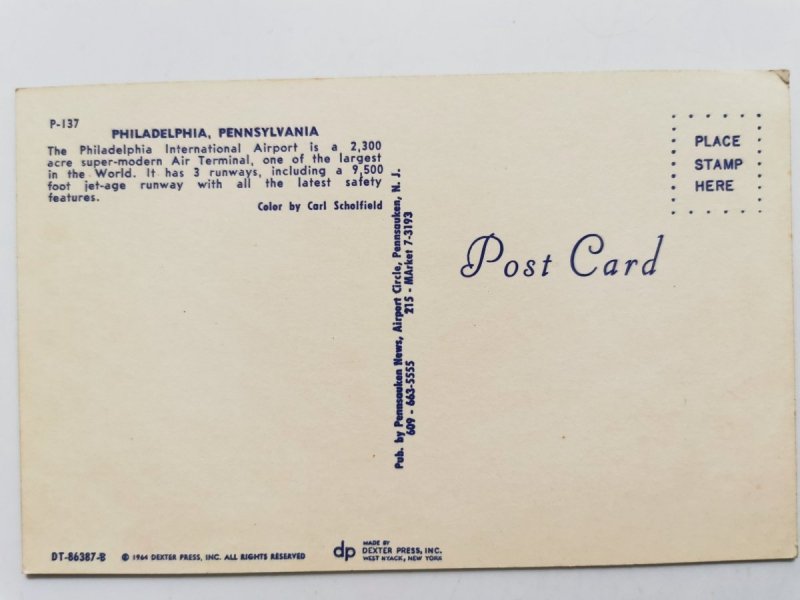 P-137
PHILADELPHIA, PENNSYLVANIA
The Philadelphia International Airport is a 2,300
acre super-modern Air Terminal, one of the largest
in the World. It has 3 runways, including a 9,500
foot jet-age runway with all the latest safety
features.
Color by Carl Scholfield
Pub. by Pennsauken News, Airport Circle, Pennsauken, N. J.
609 - 663-5555 215 - MArket 7-3193
PLACE
STAMP
HERE
Post Card
DT-86387-B © 1964 DEXTER PRESS, INC. ALL RIGHTS RESERVED
dp
MADE BY
DEXTER PRESS, INC.
WEST NYACK, NEW YORK